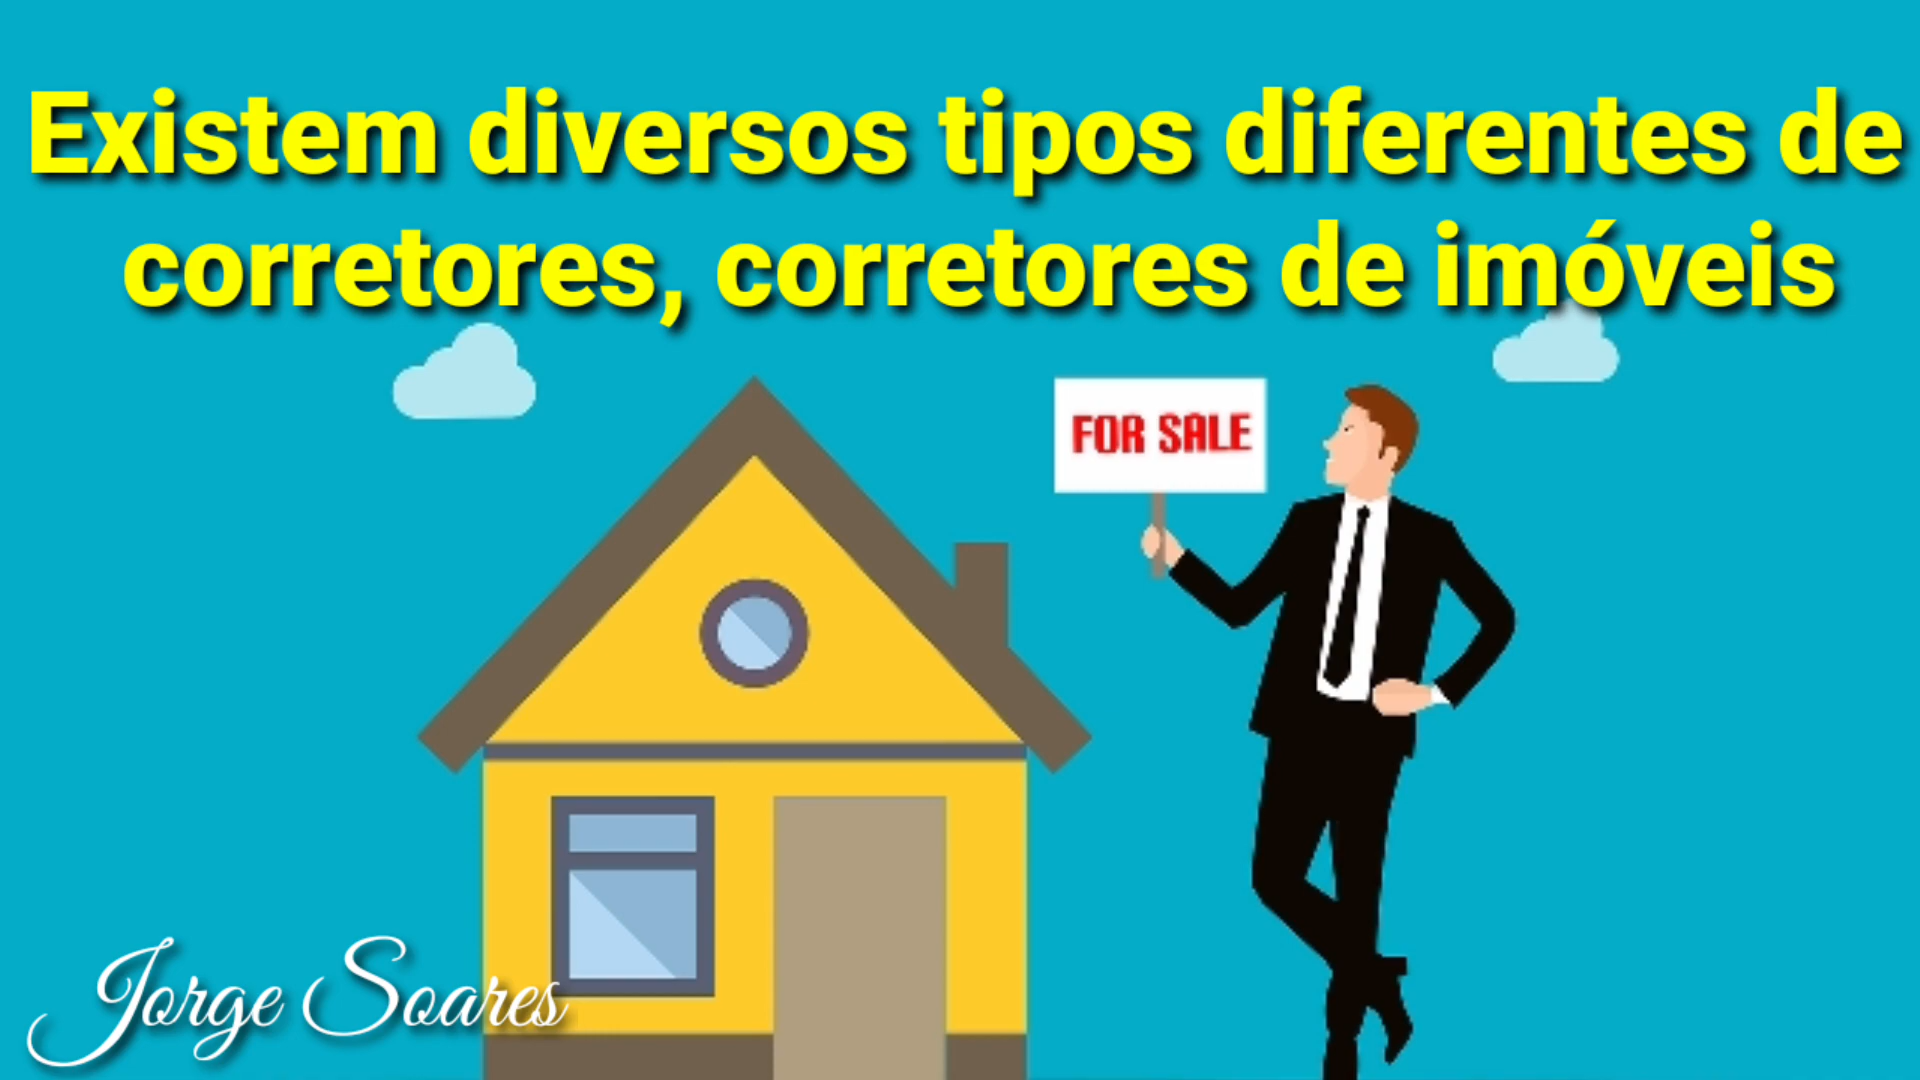 Existem diversos tipos diferentes de
corretores, corretores de imóveis
FOR SALE
Jorge Soares